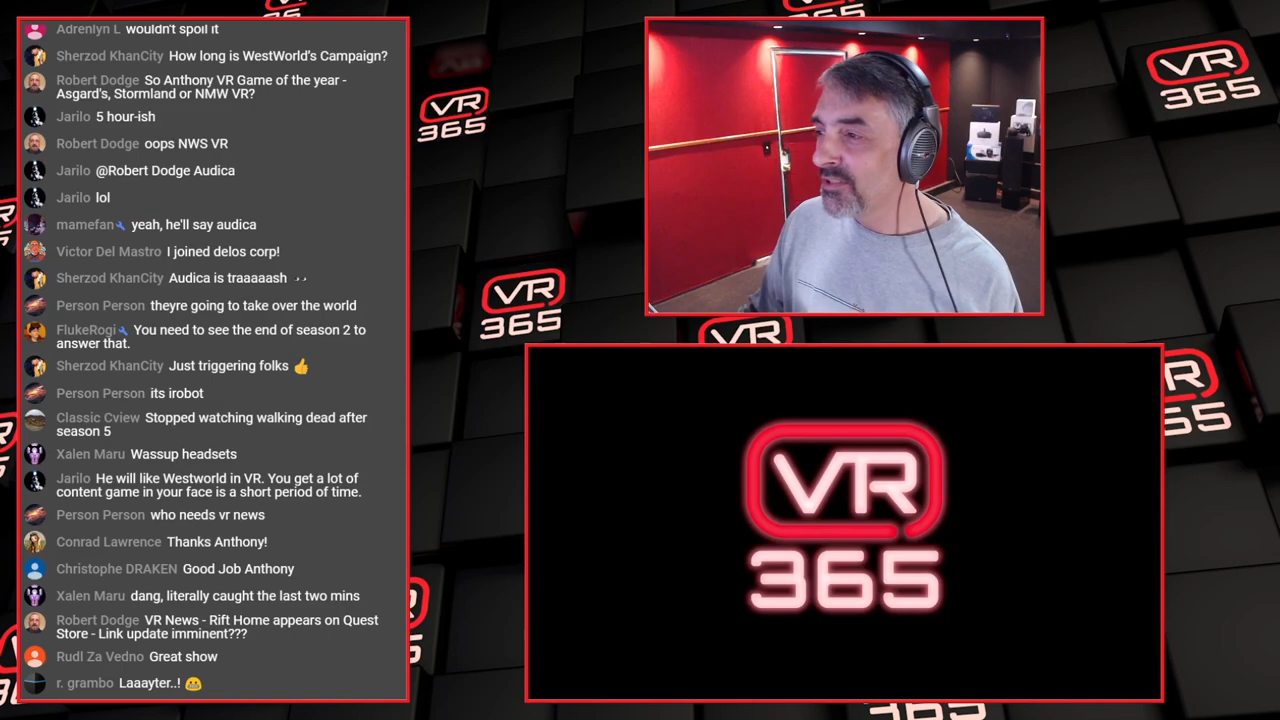 Adrenlyn L wouldn't spoil it
Sherzod KhanCity How long is WestWorld's Campaign?
Robert Dodge So Anthony VR Game of the year -
Asgard's, Stormland or NMW VR?
Jarilo 5 hour-ish
Robert Dodge oops NWS VR
Jarilo @Robert Dodge Audica
Jarilo lol
mamefan yeah, he'll say audica
Victor Del Mastro I joined delos corp!
Sherzod KhanCity Audica is traaaaash
Person Person theyre going to take over the world
FlukeRogi You need to see the end of season 2 to
answer that.
Sherzod KhanCity Just triggering folks 👍
Person Person its irobot
Classic Cview Stopped watching walking dead after
season 5
Xalen Maru Wassup headsets
Jarilo He will like Westworld in VR. You get a lot of
content game in your face is a short period of time.
Person Person who needs vr news
Conrad Lawrence Thanks Anthony!
Christophe DRAKEN Good Job Anthony
Xalen Maru dang, literally caught the last two mins
Robert Dodge VR News - Rift Home appears on Quest
Store - Link update imminent???
Rudl Za Vedno Great show
r. grambo Laaayter..! 😬
VR
365
VR
365
VR
VR
365
VR
365